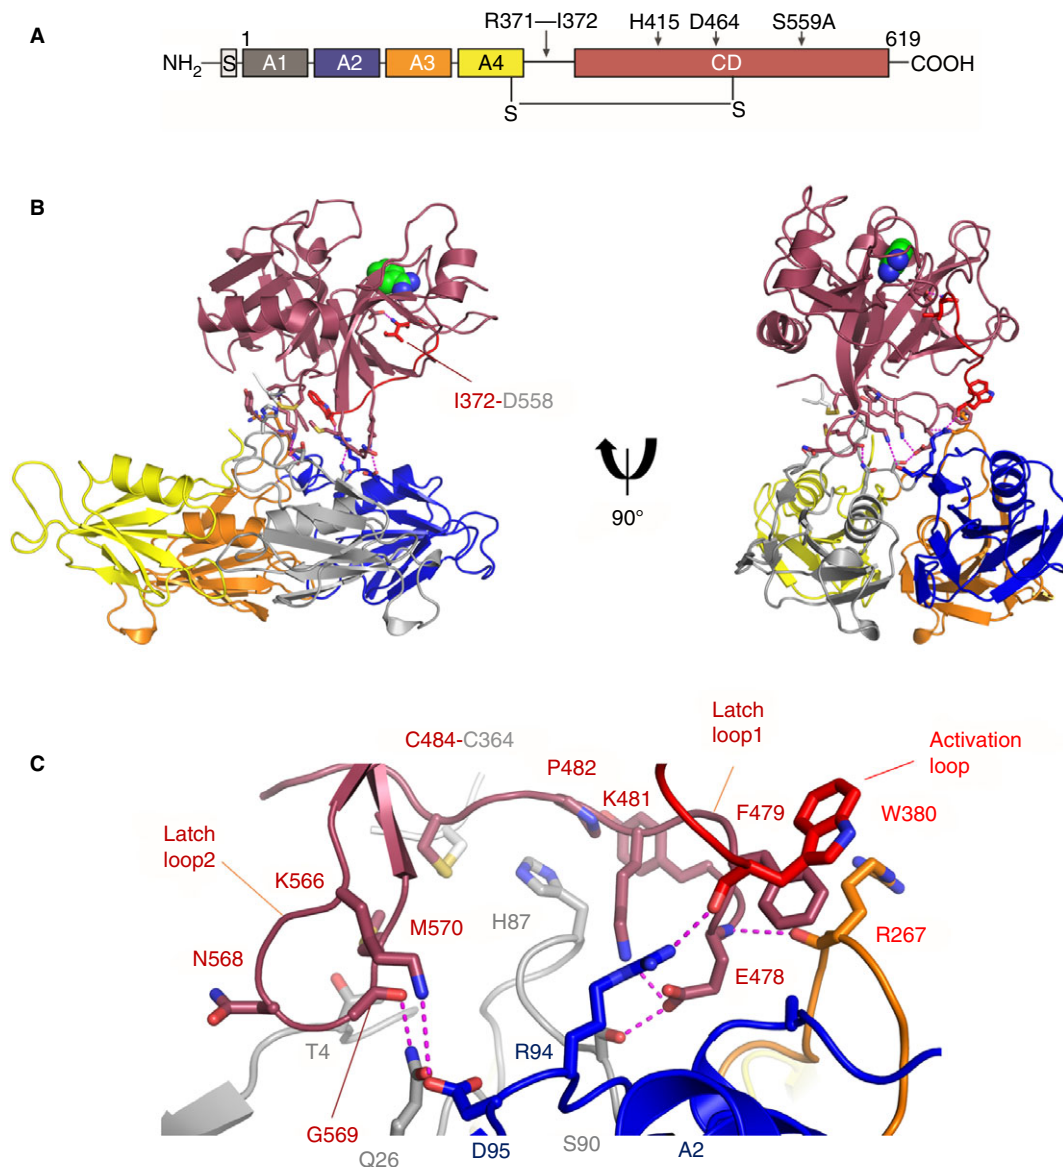 A
R371—I372 H415 D464 S559A
1 619
NH2 S A1 A2 A3 A4 CD COOH
S S
B
I372-D558
90°
C
C484-C364
Latch
loop1
Activation
loop
P482
K481
F479
W380
Latch
loop2
K566
M570
H87
N568
R267
E478
T4
R94
G569
Q26
D95
S90
A2